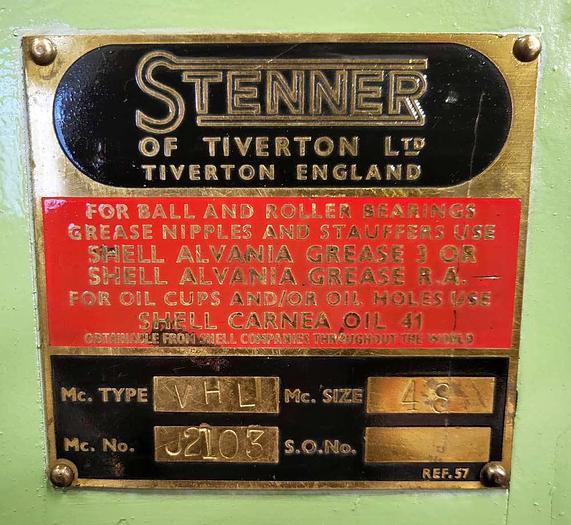 STENNER
OF TIVERTON LTD
TIVERTON ENGLAND
FOR BALL AND ROLLER BEARINGS
GREASE NIPPLES AND STAUFFERS USE
SHELL ALVANIA GREASE 3 OR
SHELL ALVANIA GREASE R.A.
FOR OIL CUPS AND/OR OIL HOLES USE
SHELL CARNEA OIL 41
OBTAINABLE FROM SHELL COMPANIES THROUGHOUT THE WORLD
Mc. TYPE VHL Mc. SIZE 48
Mc. No. J2103 S.O.No.
REF. 57